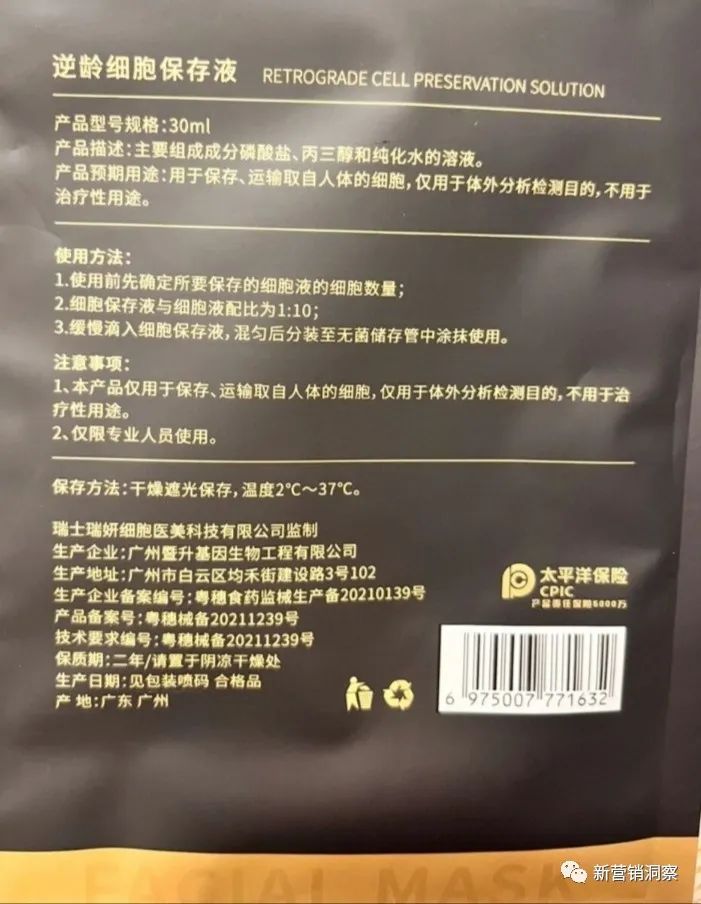 逆龄细胞保存液 RETROGRADE CELL PRESERVATION SOLUTION
产品型号规格:30ml
产品描述:主要组成成分磷酸盐、丙三醇和纯化水的溶液。
产品预期用途:用于保存、运输取自人体的细胞,仅用于体外分析检测目的,不用于
治疗性用途。
使用方法:
1.使用前先确定所要保存的细胞液的细胞数量;
2.细胞保存液与细胞液配比为1:10;
3.缓慢滴入细胞保存液,混匀后分装至无菌储存管中涂抹使用。
注意事项:
1、本产品仅用于保存、运输取自人体的细胞,仅用于体外分析检测目的,不用于治
疗性用途。
2、仅限专业人员使用。
保存方法:干燥遮光保存,温度2℃~37℃。
瑞士瑞妍细胞医美科技有限公司监制
生产企业:广州暨升基因生物工程有限公司
生产地址:广州市白云区均禾街建设路3号102
生产企业备案编号:粤穗食药监械生产备20210139号
产品备案号:粤穗械备20211239号
技术要求编号:粤穗械备20211239号
保质期:二年/请置于阴凉干燥处
生产日期:见包装喷码 合格品
产 地:广东 广州
太平洋保险
CPIC
产品责任保险6000万
6 975007 771632
FACIAL MASK
新营销洞察